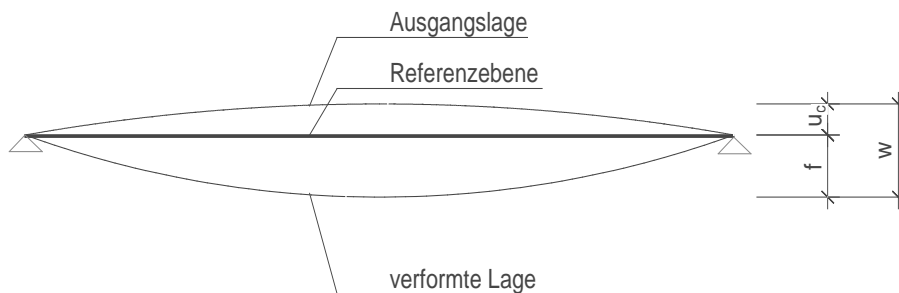 Ausgangslage
Referenzebene
u_c
f
w
verformte Lage